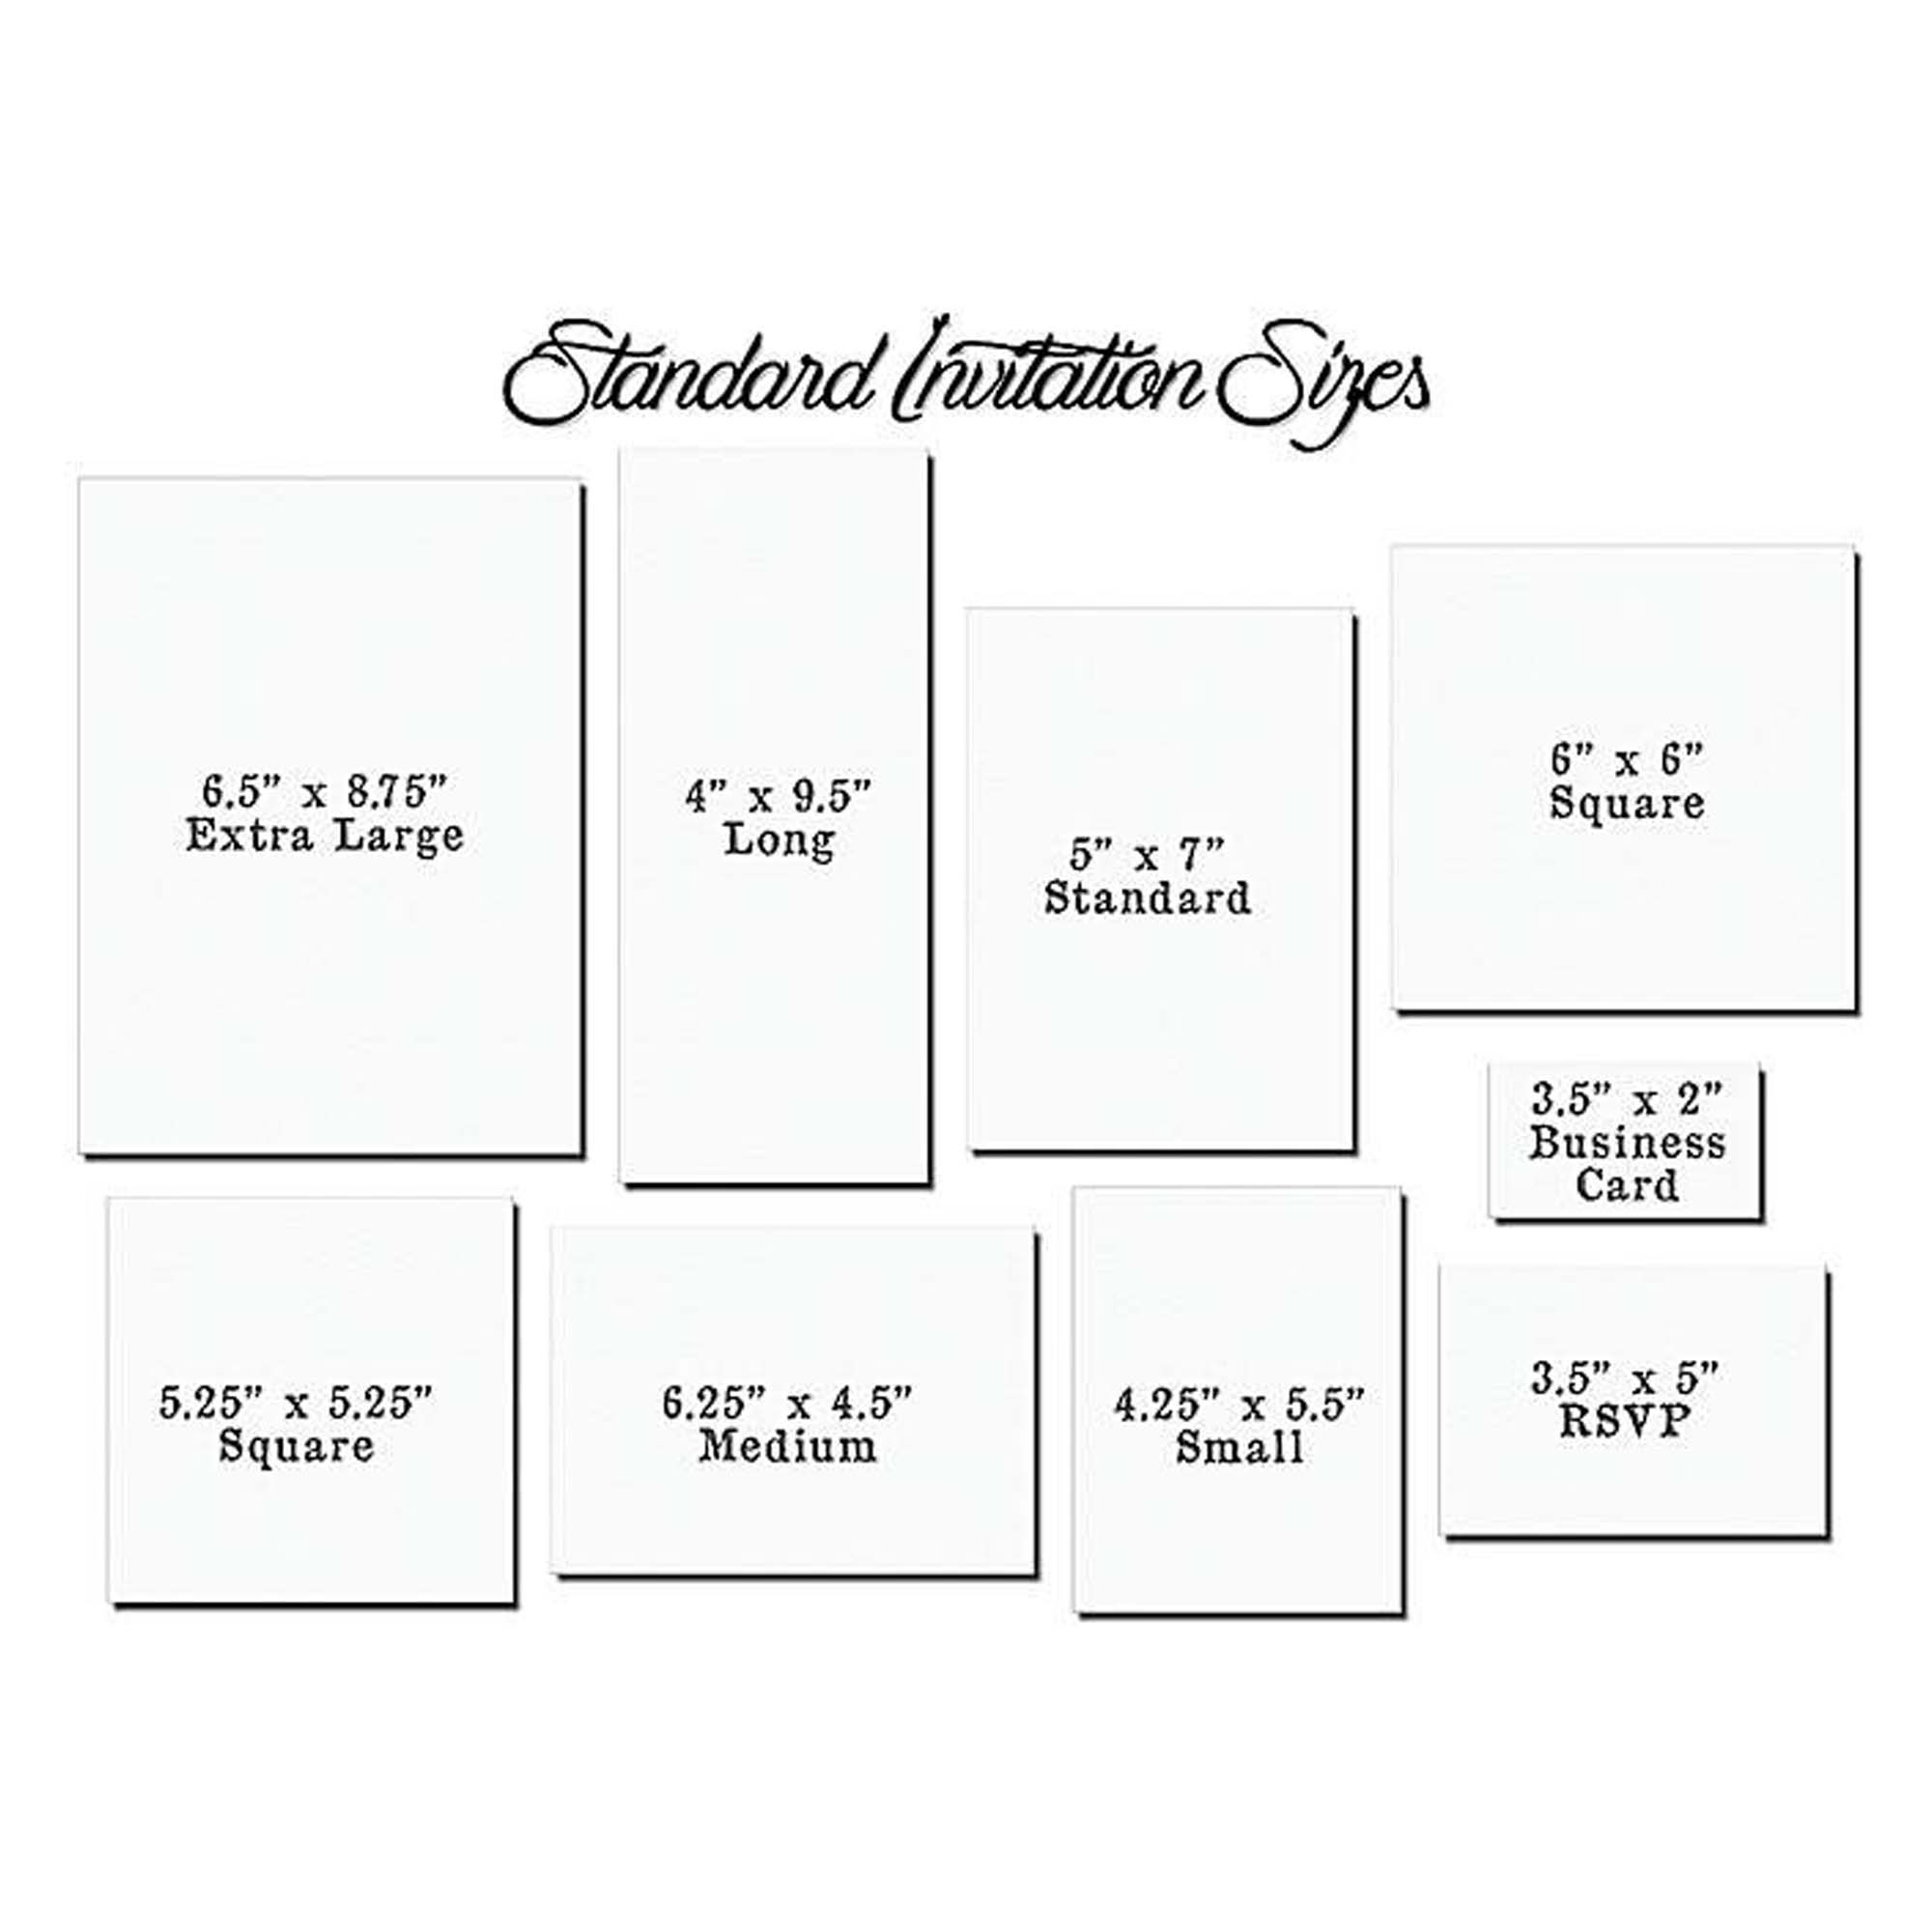 Standard Invitation Sizes
6.5” x 8.75”
Extra Large
4” x 9.5”
Long
5” x 7”
Standard
6” x 6”
Square
3.5” x 2”
Business
Card
5.25” x 5.25”
Square
6.25” x 4.5”
Medium
4.25” x 5.5”
Small
3.5” x 5”
RSVP